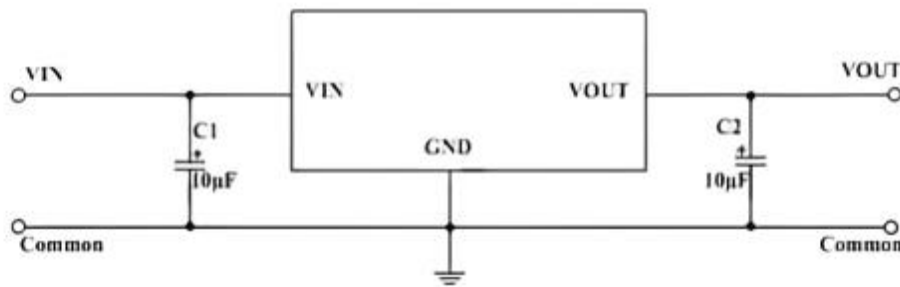 VIN
VOUT
VIN
VOUT
C1
+
10μF
GND
C2
+
10μF
Common
Common